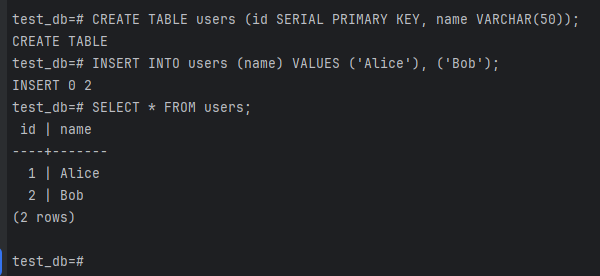 test_db=# CREATE TABLE users (id SERIAL PRIMARY KEY, name VARCHAR(50));
CREATE TABLE
test_db=# INSERT INTO users (name) VALUES ('Alice'), ('Bob');
INSERT 0 2
test_db=# SELECT * FROM users;
 id | name
----+-------
  1 | Alice
  2 | Bob
(2 rows)

test_db=#